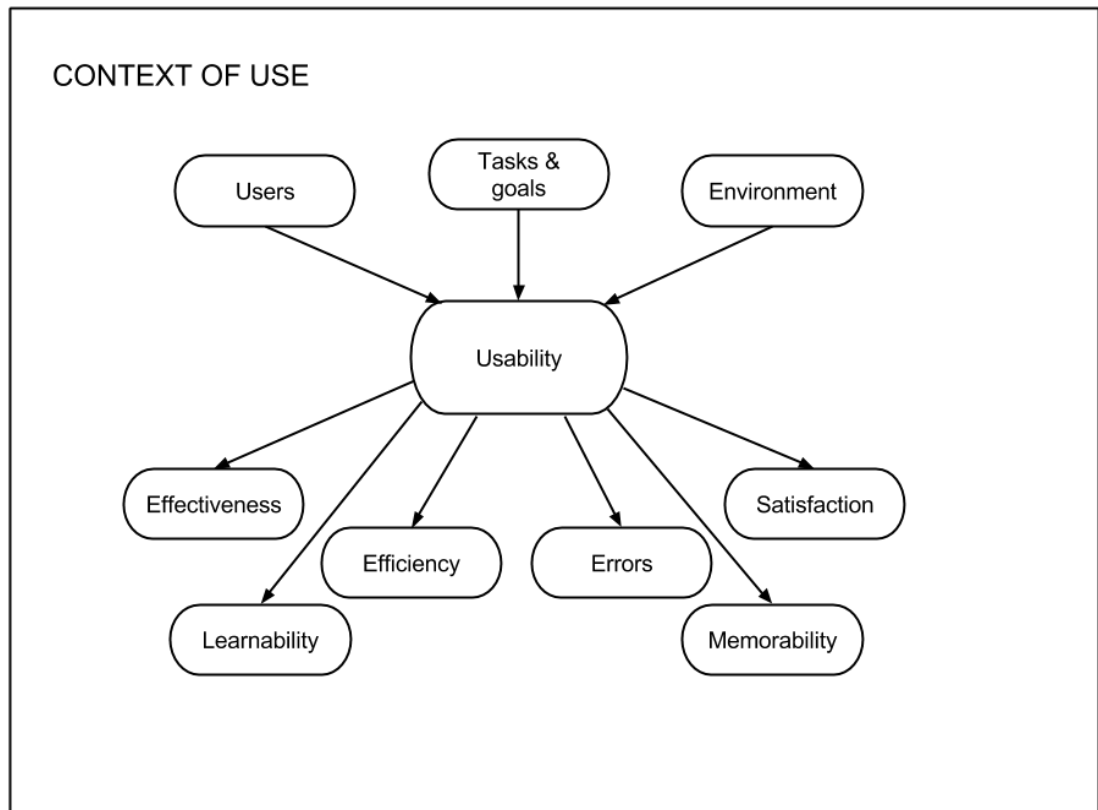 CONTEXT OF USE
Users
Tasks &
goals
Environment
Usability
Effectiveness
Satisfaction
Efficiency
Errors
Learnability
Memorability